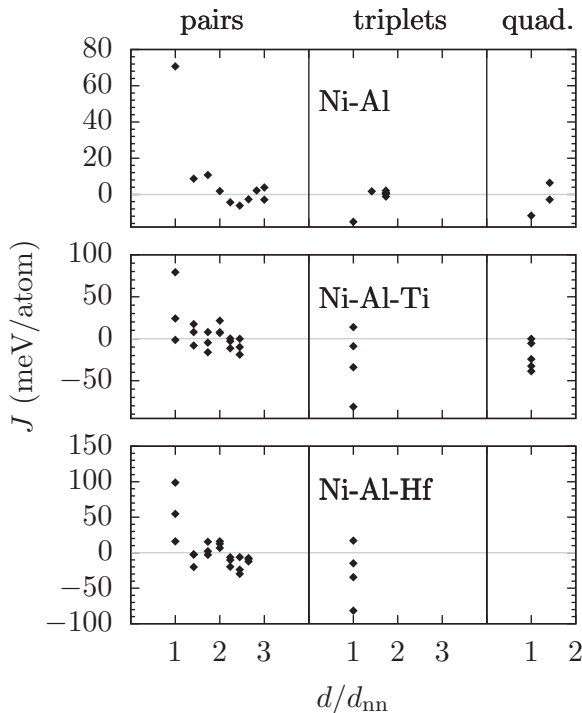 pairs triplets quad.
80
60
40
20
0
Ni-Al
100
50
0
−50
Ni-Al-Ti
J (meV/atom)
150
100
50
0
−50
−100
Ni-Al-Hf
1 2 3 1 2 3 1 2
d/dnn